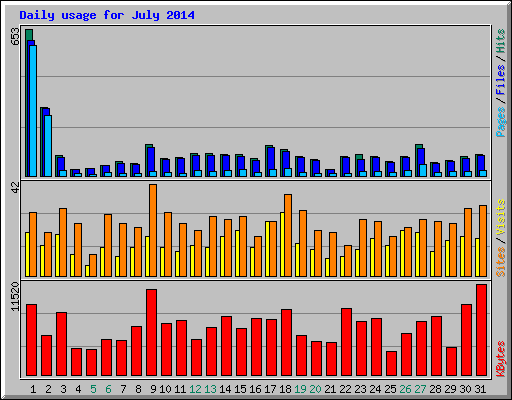 Daily usage for July 2014
653
Pages / Files / Hits
42
Sites / Visits
11520
KBytes
1 2 3 4 5 6 7 8 9 10 11 12 13 14 15 16 17 18 19 20 21 22 23 24 25 26 27 28 29 30 31